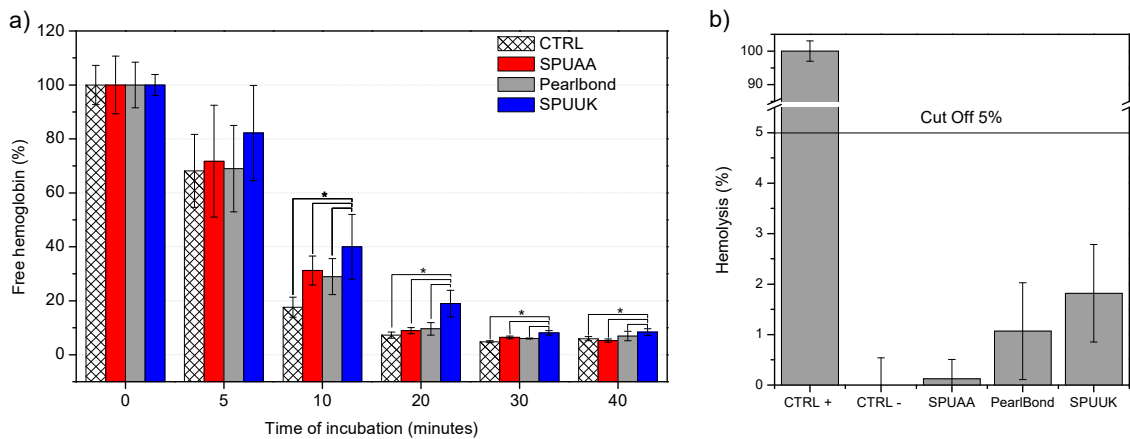 a)
120
100
80
60
40
20
0
Free hemoglobin (%)
CTRL
SPUAA
Pearlbond
SPUUK
*
*
*
*
0 5 10 20 30 40
Time of incubation (minutes)
b)
100
90
5
4
3
2
1
0
Hemolysis (%)
Cut Off 5%
CTRL + CTRL - SPUAA PearlBond SPUUK